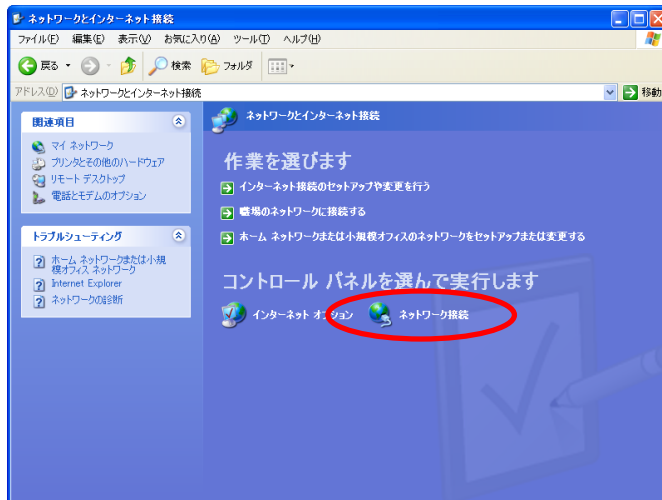 ネットワークとインターネット接続
ファイル(F) 編集(E) 表示(V) お気に入り(A) ツール(T) ヘルプ(H)
戻る 検索 フォルダ
アドレス(D) ネットワークとインターネット接続 移動
関連項目
マイ ネットワーク
プリンタとその他のハードウェア
リモート デスクトップ
電話とモデムのオプション
トラブルシューティング
ホーム ネットワークまたは小規
模オフィス ネットワーク
Internet Explorer
ネットワークの診断
ネットワークとインターネット接続
作業を選びます
インターネット接続のセットアップや変更を行う
職場のネットワークに接続する
ホーム ネットワークまたは小規模オフィスのネットワークをセットアップまたは変更する
コントロール パネルを選んで実行します
インターネット オプション ネットワーク接続